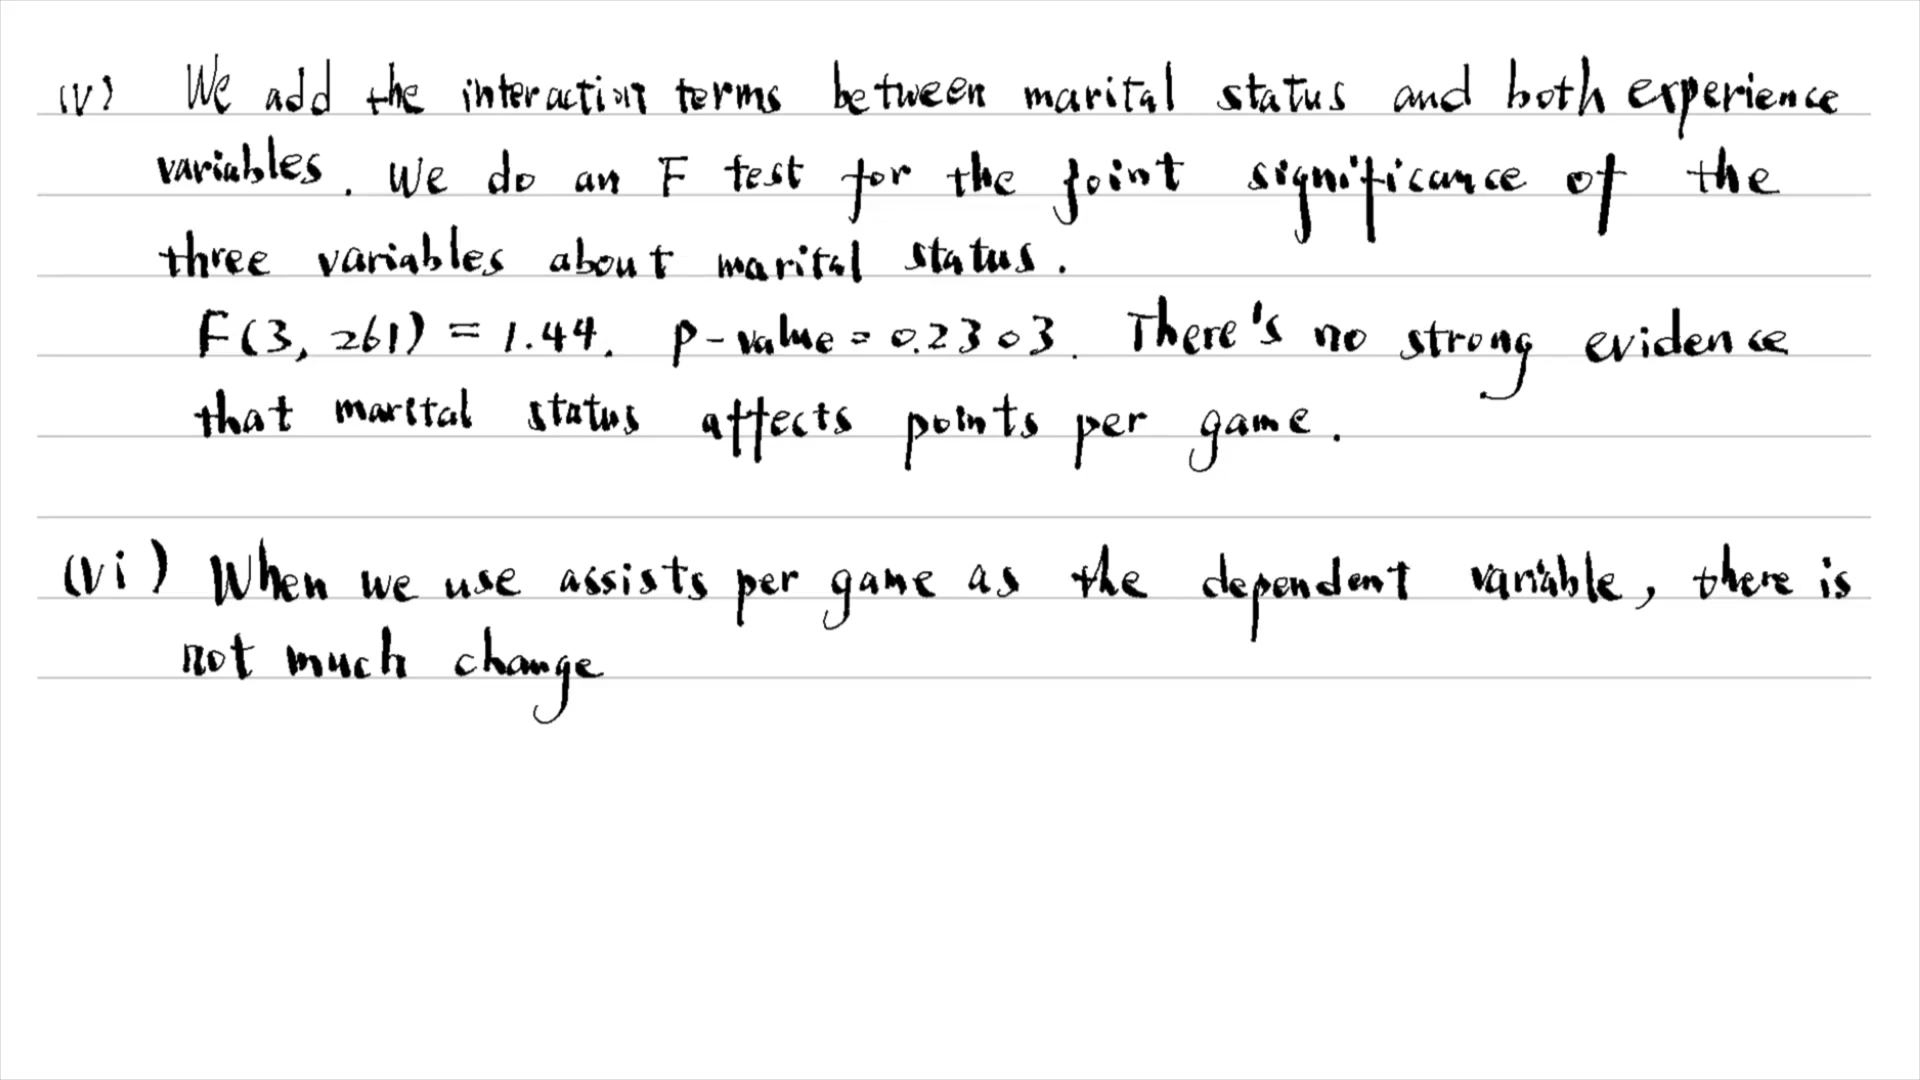 (v) We add the interaction terms between marital status and both experience
variables. We do an F test for the joint significance of the
three variables about marital status.
F(3, 261) = 1.44. p-value = 0.2303. There's no strong evidence
that marital status affects points per game.
(vi) When we use assists per game as the dependent variable, there is
not much change